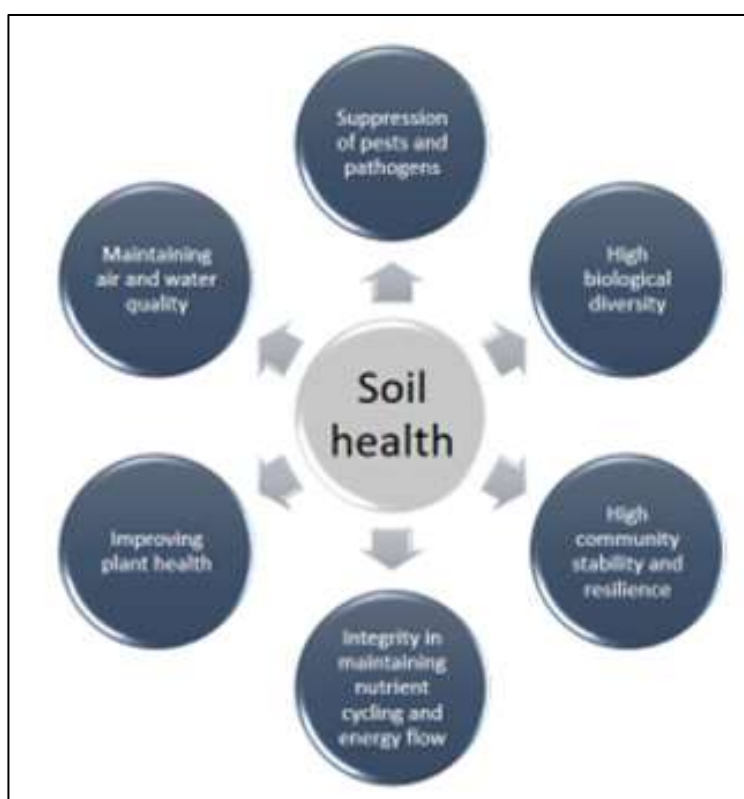 Suppression
of pests and
pathogens
Maintaining
air and water
quality
High
biological
diversity
Soil
health
Improving
plant health
High
community
stability and
resilience
Integrity in
maintaining
nutrient
cycling and
energy flow